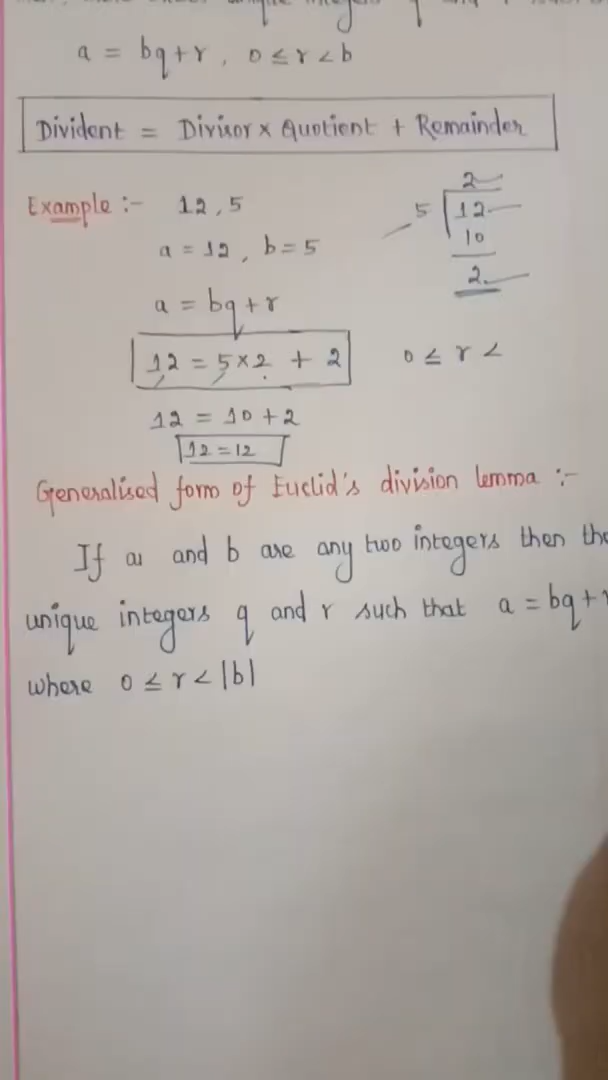 a = bq + r , 0 ≤ r < b
Divident = Divisor × Quotient + Remainder
Example :- 12 , 5
2
5 12
10
2
a = 12 , b = 5
a = bq + r
12 = 5×2 + 2
0 ≤ r <
12 = 10 + 2
12 = 12
Generalised form of Euclid's division lemma :-
If a and b are any two integers then the
unique integers q and r such that a = bq + r
where 0 ≤ r < |b|